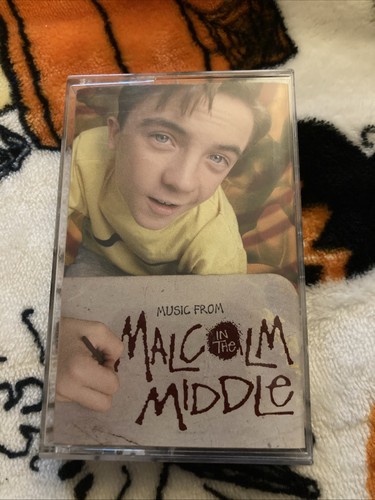 MUSIC FROM
MALCOLM
IN THE
MIDDLE